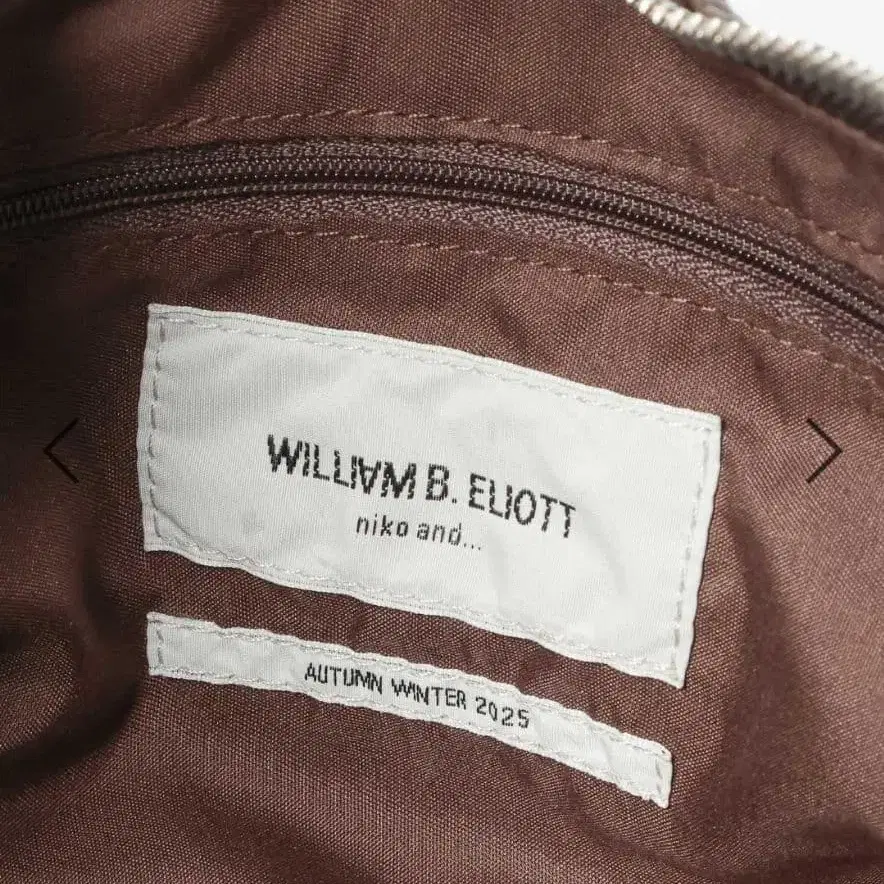 WILLIAM B. ELIOTT
niko and...
AUTUMN WINTER 2025